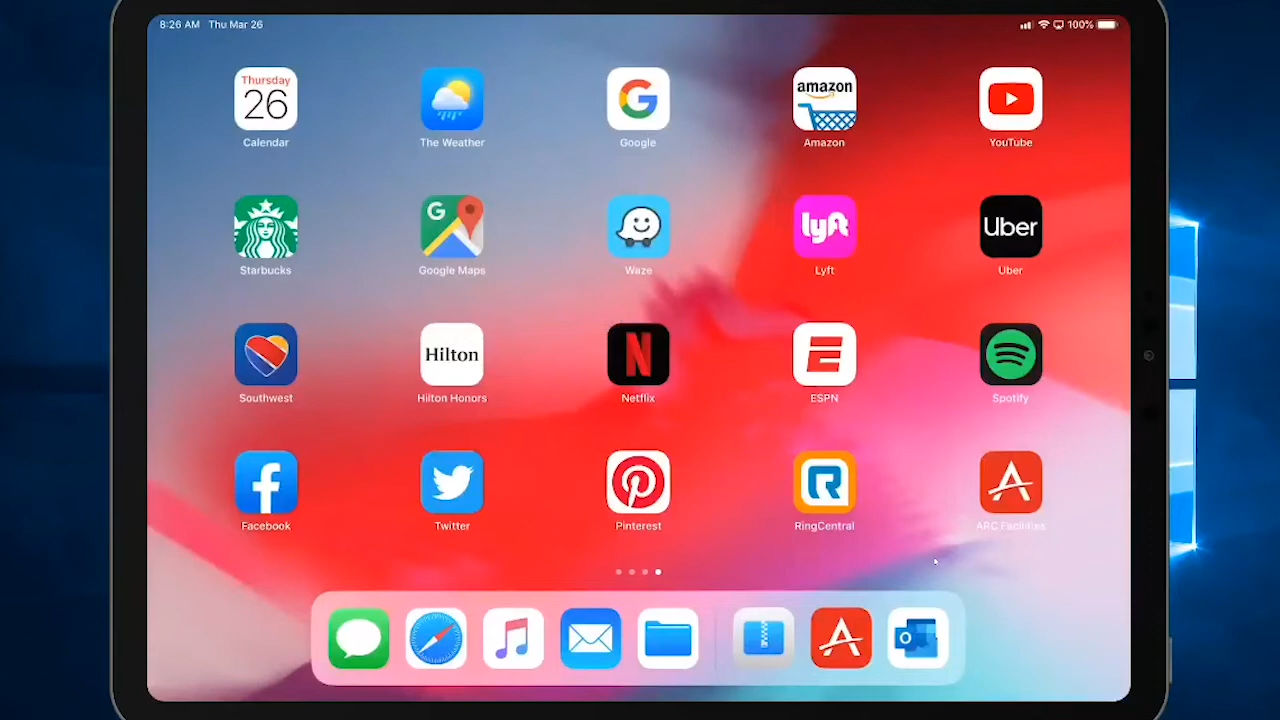 8:26 AM Thu Mar 26
100%
Thursday
26
amazon
Calendar
The Weather
Google
Amazon
YouTube
G
lyft
Uber
Starbucks
Google Maps
Waze
Lyft
Uber
Hilton
Southwest
Hilton Honors
Netflix
ESPN
Spotify
Facebook
Twitter
Pinterest
RingCentral
ARC Facilities